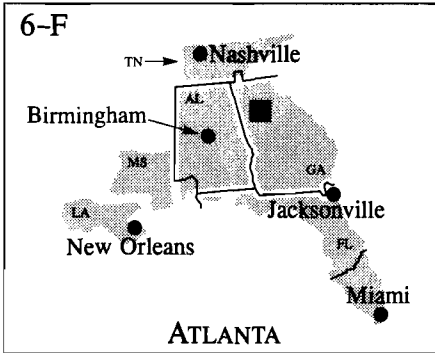 6-F
Nashville
TN
AL
Birmingham
MS
GA
LA
Jacksonville
New Orleans
FL
Miami
ATLANTA